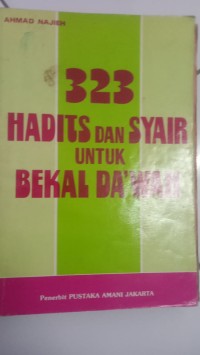 AHMAD NAJIEH
323
HADITS DAN SYAIR
UNTUK
BEKAL DA'WAH
Penerbit PUSTAKA AMANI JAKARTA